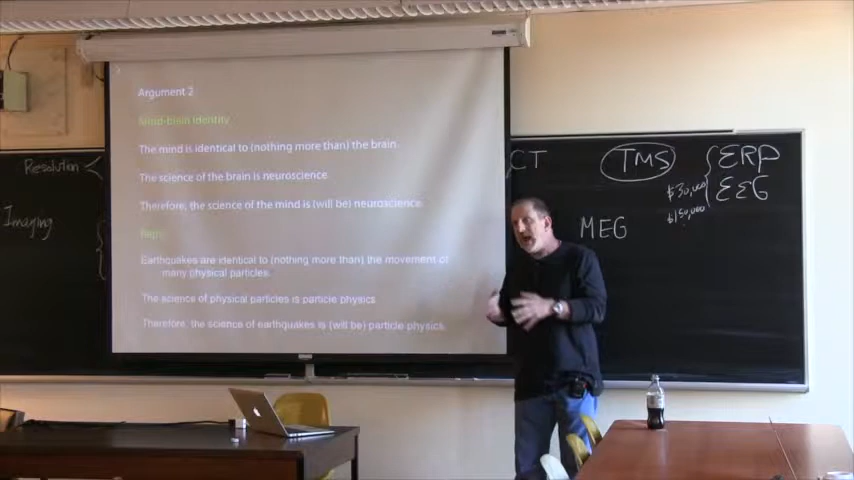 Argument 2
Mind-brain identity
The mind is identical to (nothing more than) the brain.
The science of the brain is neuroscience.
Therefore, the science of the mind is (will be) neuroscience.
Reply
Earthquakes are identical to (nothing more than) the movement of
many physical particles.
The science of physical particles is particle physics.
Therefore, the science of earthquakes is (will be) particle physics.
Resolution
Imaging
CT
TMS
ERP
EEG
$30,000
$150,000
MEG